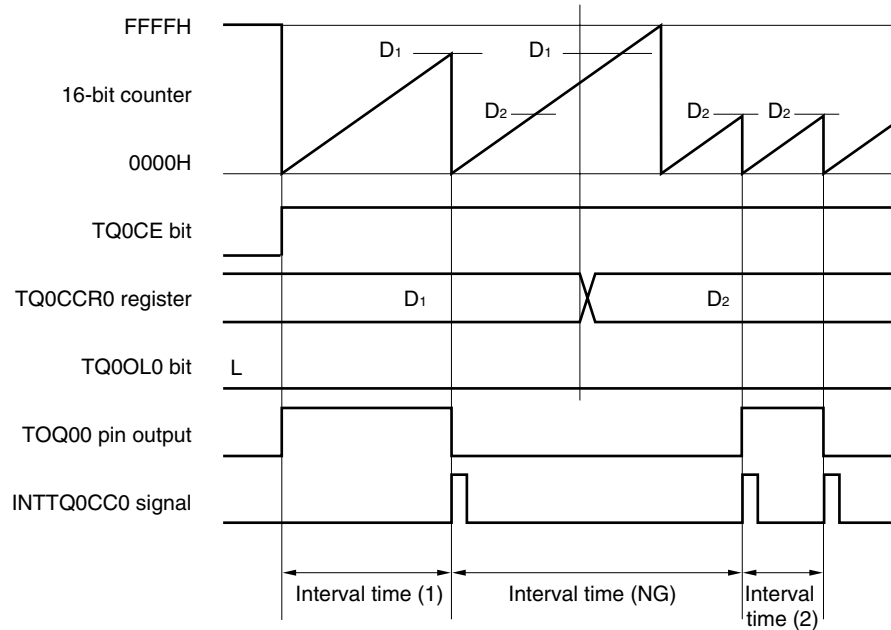 FFFFH
D1 D1
16-bit counter
D2 D2 D2
0000H
TQ0CE bit
TQ0CCR0 register D1 D2
TQ0OL0 bit L
TOQ00 pin output
INTTQ0CC0 signal
Interval time (1) Interval time (NG) Interval
time (2)